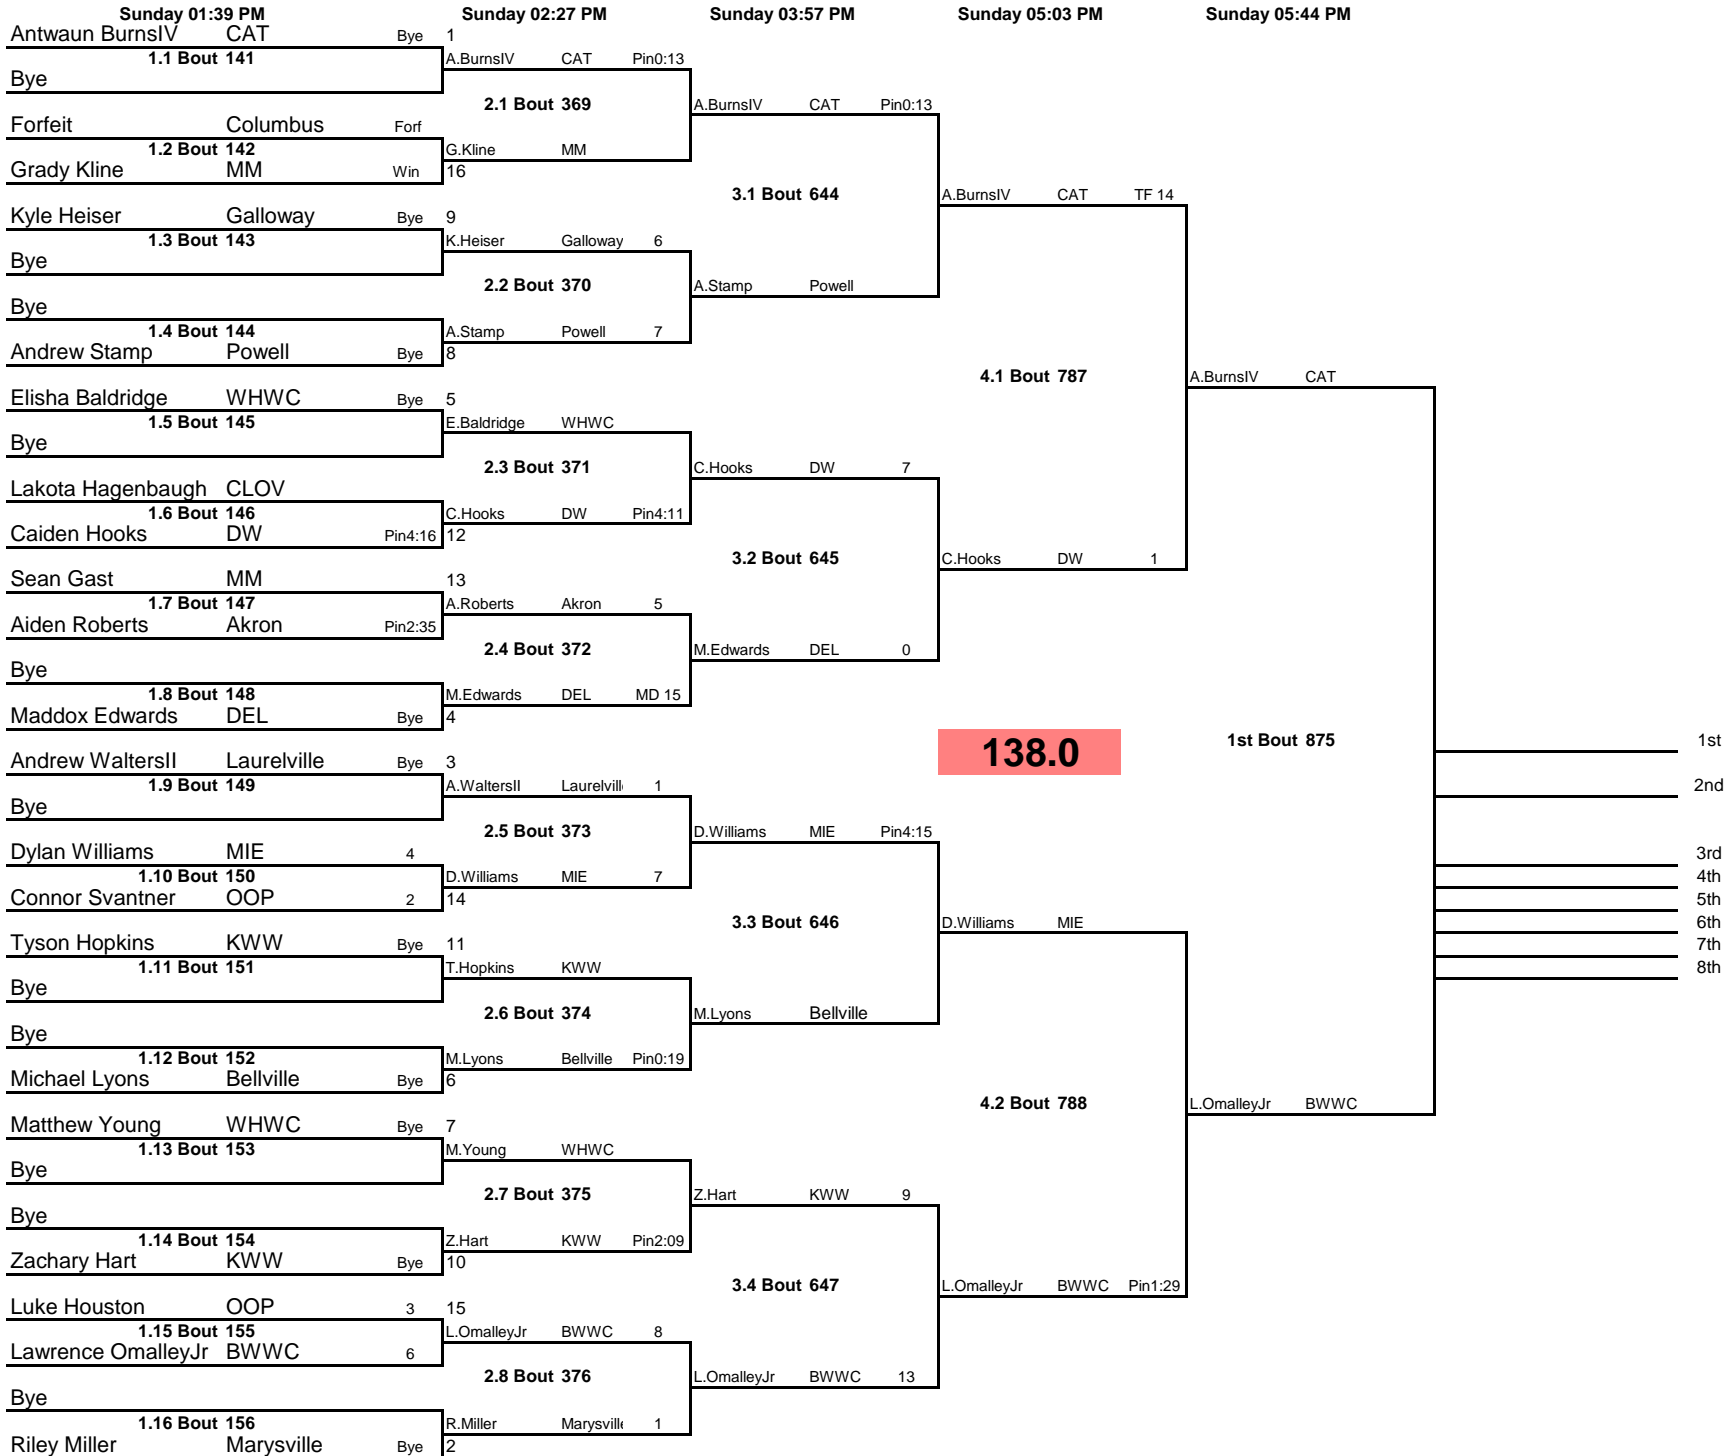 Sunday 01:39 PM Sunday 02:27 PM Sunday 03:57 PM Sunday 05:03 PM Sunday 05:44 PM
Antwaun BurnsIV CAT Bye 1
1.1 Bout 141 A.BurnsIV CAT Pin0:13
Bye
2.1 Bout 369 A.BurnsIV CAT Pin0:13
Forfeit Columbus Forf
1.2 Bout 142 G.Kline MM
Grady Kline MM Win 16
3.1 Bout 644 A.BurnsIV CAT TF 14
Kyle Heiser Galloway Bye 9
1.3 Bout 143 K.Heiser Galloway 6
Bye
2.2 Bout 370 A.Stamp Powell
Bye
1.4 Bout 144 A.Stamp Powell 7
Andrew Stamp Powell Bye 8
4.1 Bout 787 A.BurnsIV CAT
Elisha Baldridge WHWC Bye 5
1.5 Bout 145 E.Baldridge WHWC
Bye
2.3 Bout 371 C.Hooks DW 7
Lakota Hagenbaugh CLOV
1.6 Bout 146 C.Hooks DW Pin4:11
Caiden Hooks DW Pin4:16 12
3.2 Bout 645 C.Hooks DW 1
Sean Gast MM 13
1.7 Bout 147 A.Roberts Akron 5
Aiden Roberts Akron Pin2:35
2.4 Bout 372 M.Edwards DEL 0
Bye
1.8 Bout 148 M.Edwards DEL MD 15
Maddox Edwards DEL Bye 4
138.0 1st Bout 875 1st
Andrew WaltersII Laurelville Bye 3
1.9 Bout 149 A.WaltersII Laurelvill 1 2nd
Bye
2.5 Bout 373 D.Williams MIE Pin4:15
Dylan Williams MIE 4 3rd
1.10 Bout 150 D.Williams MIE 7 4th
Connor Svantner OOP 2 14 5th
3.3 Bout 646 D.Williams MIE 6th
Tyson Hopkins KWW Bye 11 7th
1.11 Bout 151 T.Hopkins KWW 8th
Bye
2.6 Bout 374 M.Lyons Bellville
Bye
1.12 Bout 152 M.Lyons Bellville Pin0:19
Michael Lyons Bellville Bye 6
4.2 Bout 788 L.OmalleyJr BWWC
Matthew Young WHWC Bye 7
1.13 Bout 153 M.Young WHWC
Bye
2.7 Bout 375 Z.Hart KWW 9
Bye
1.14 Bout 154 Z.Hart KWW Pin2:09
Zachary Hart KWW Bye 10
3.4 Bout 647 L.OmalleyJr BWWC Pin1:29
Luke Houston OOP 3 15
1.15 Bout 155 L.OmalleyJr BWWC 8
Lawrence OmalleyJr BWWC 6
2.8 Bout 376 L.OmalleyJr BWWC 13
Bye
1.16 Bout 156 R.Miller Marysvill 1
Riley Miller Marysville Bye 2